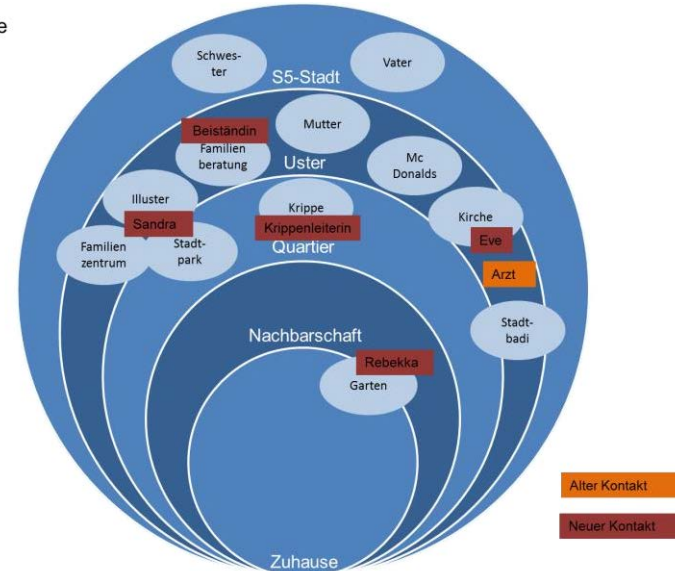 e
Schwes-
ter
Vater
S5-Stadt
Mutter
Beiständin
Familien
beratung
Uster
Mc
Donalds
Illuster
Sandra
Krippe
Krippenleiterin
Kirche
Eve
Familien
zentrum
Stadt-
park
Quartier
Arzt
Stadt-
badi
Nachbarschaft
Rebekka
Garten
Alter Kontakt
Neuer Kontakt
Zuhause